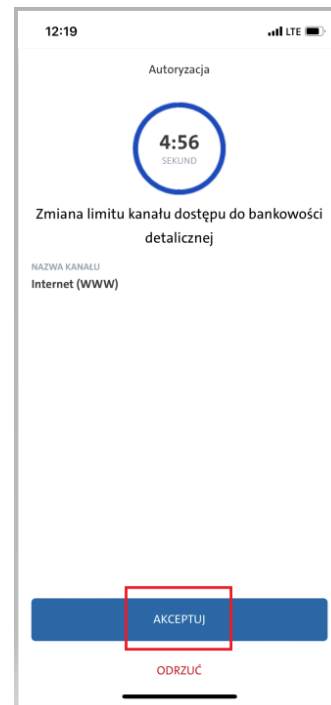 12:19 LTE
Autoryzacja
4:56
SEKUND
Zmiana limitu kanału dostępu do bankowości
detalicznej
NAZWA KANAŁU
Internet (WWW)
AKCEPTUJ
ODRZUĆ